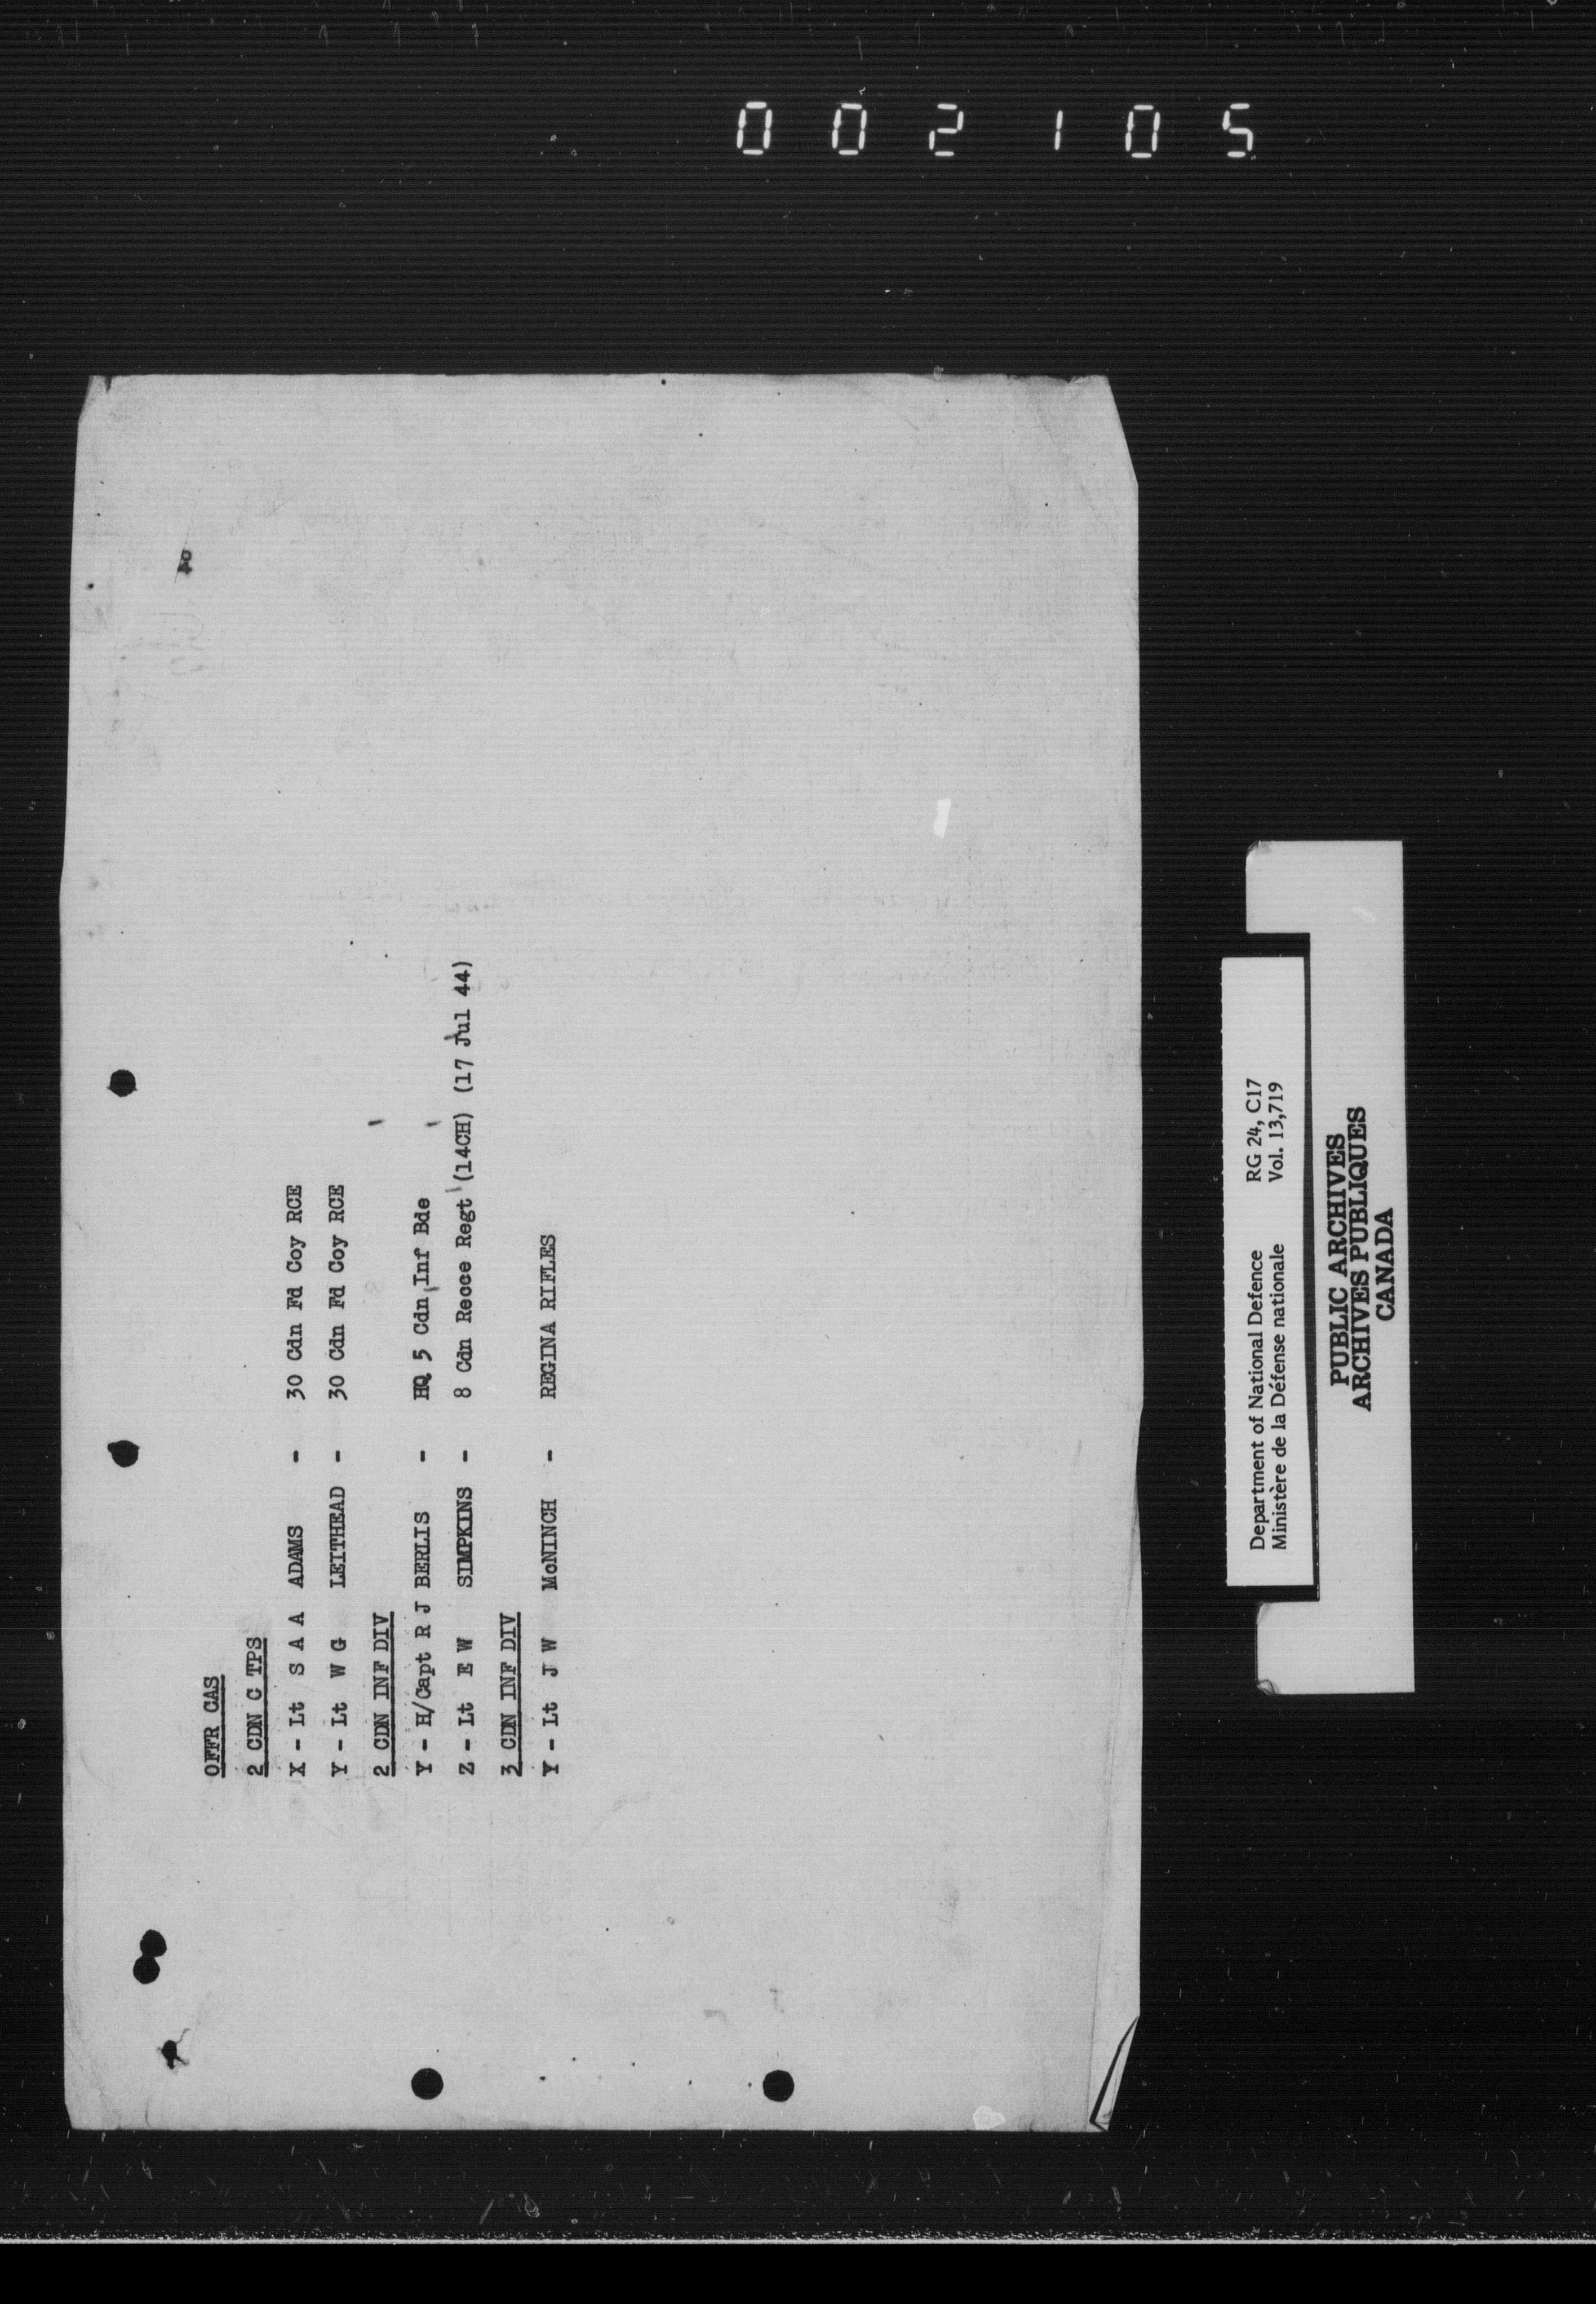 002105
OFFR CAS
2 CDN C TPS
X - Lt S A A ADAMS - 30 Cdn Fd Coy RCE
Y - Lt W G LEITHEAD - 30 Cdn Fd Coy RCE
2 CDN INF DIV
Y - H/Capt R J BERLIS - HQ 5 Cdn Inf Bde
Z - Lt E W SIMPKINS - 8 Cdn Recce Regt (14CH) (17 Jul 44)
3 CDN INF DIV
Y - Lt J W McNINCH - REGINA RIFLES
Department of National Defence RG 24, C17
Ministère de la Défense nationale Vol. 13,719
PUBLIC ARCHIVES
ARCHIVES PUBLIQUES
CANADA